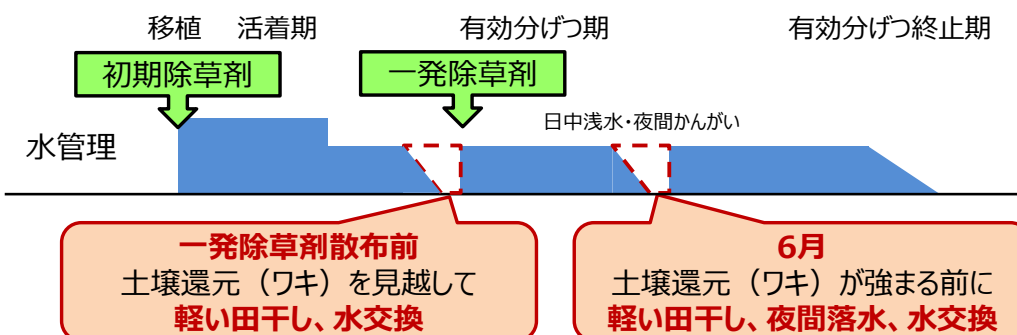 移植 活着期 有効分げつ期 有効分げつ終止期
初期除草剤 一発除草剤
日中浅水・夜間かんがい
水管理
一発除草剤散布前
土壌還元（ワキ）を見越して
軽い田干し、水交換
6月
土壌還元（ワキ）が強まる前に
軽い田干し、夜間落水、水交換